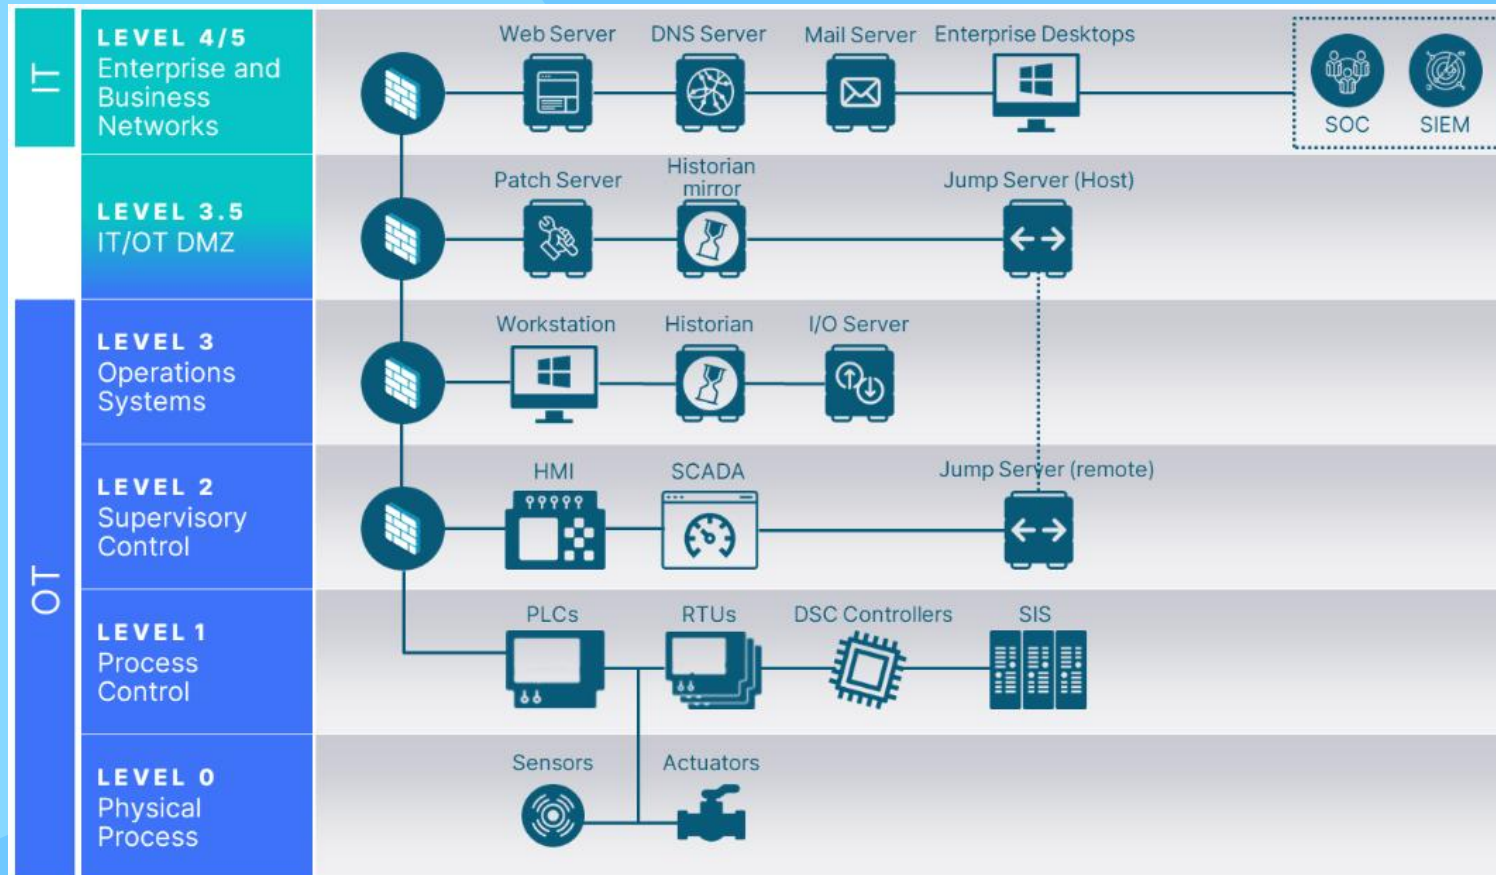 IT
LEVEL 4/5
Enterprise and
Business
Networks
Web Server
DNS Server
Mail Server
Enterprise Desktops
SOC
SIEM
LEVEL 3.5
IT/OT DMZ
Patch Server
Historian
mirror
Jump Server (Host)
OT
LEVEL 3
Operations
Systems
Workstation
Historian
I/O Server
LEVEL 2
Supervisory
Control
HMI
SCADA
Jump Server (remote)
LEVEL 1
Process
Control
PLCs
RTUs
DSC Controllers
SIS
LEVEL 0
Physical
Process
Sensors
Actuators